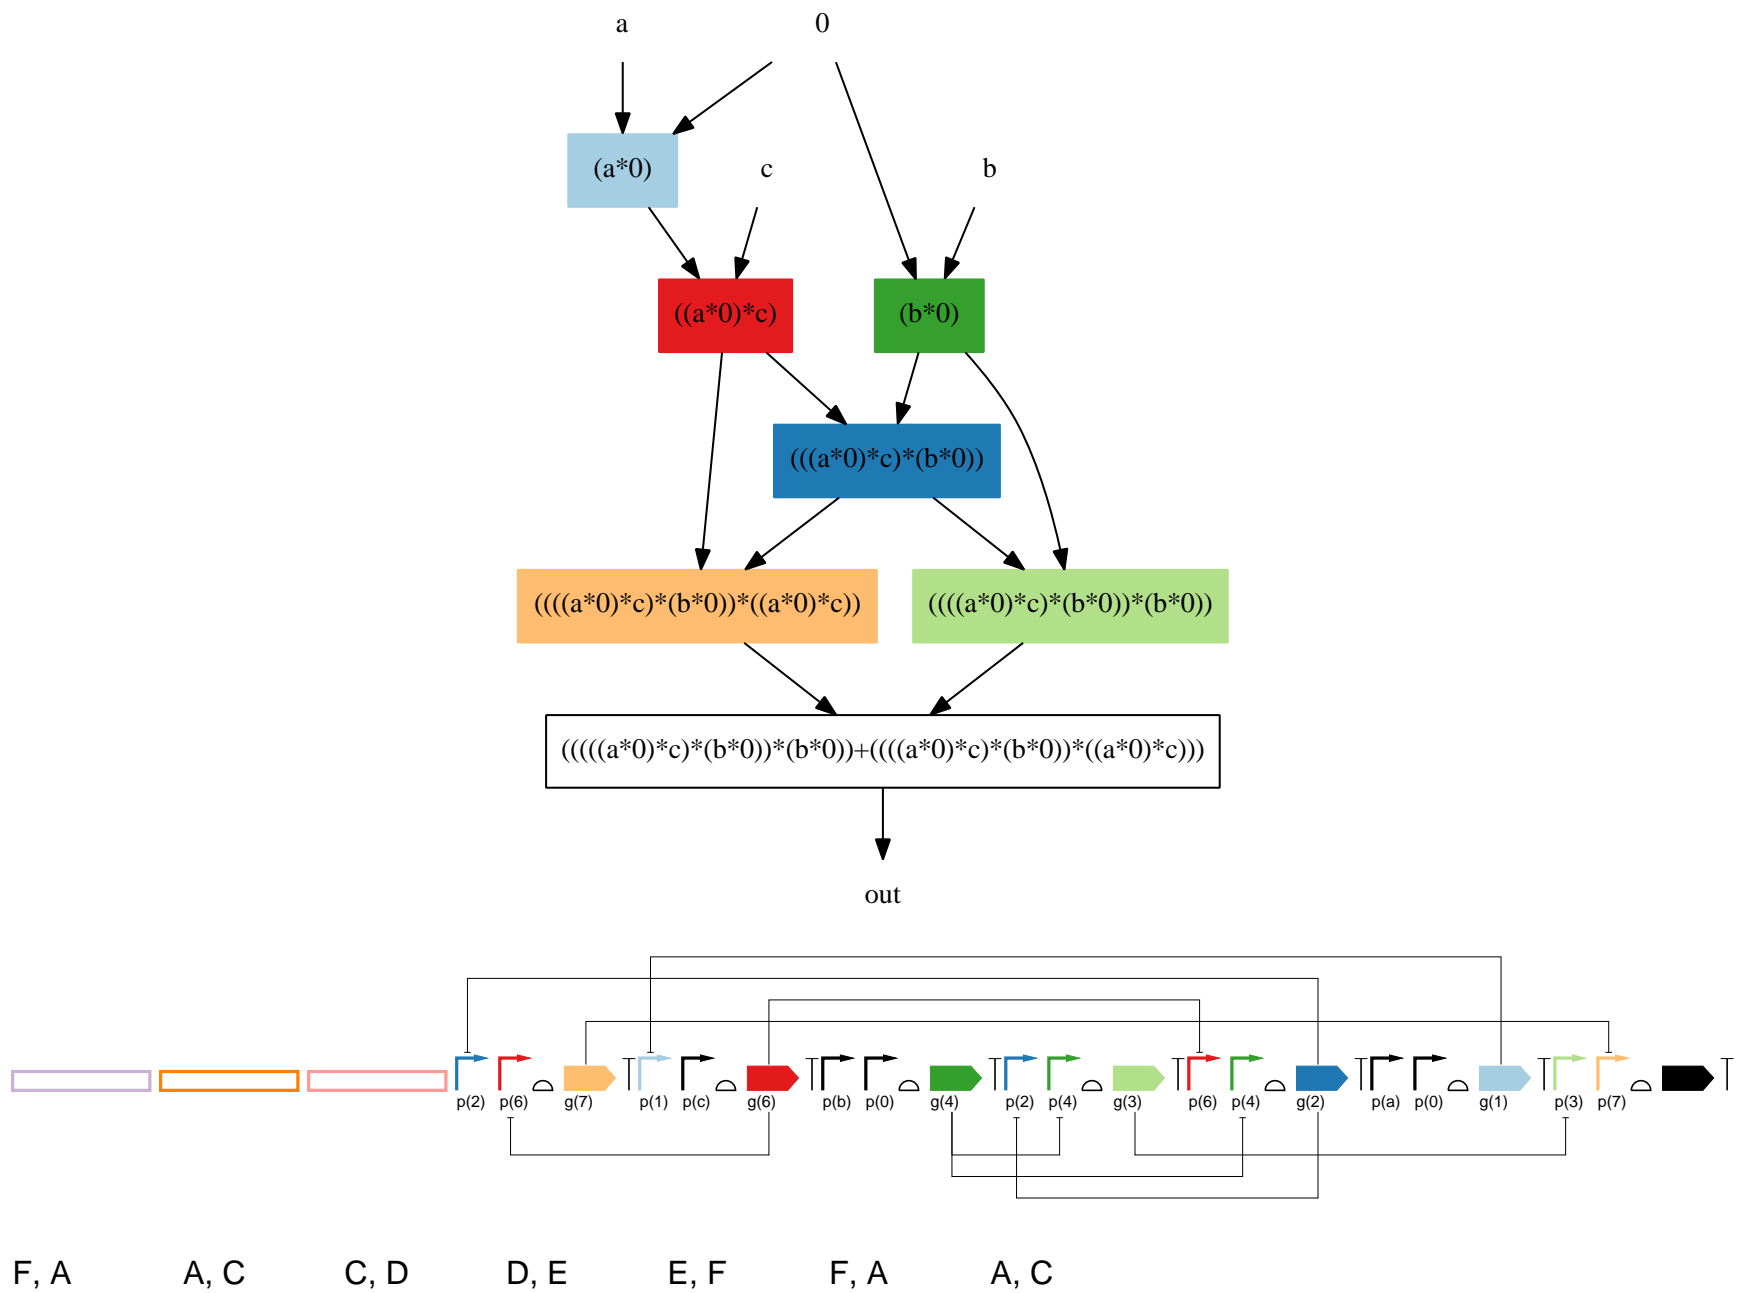 a 0
(a*0) c b
((a*0)*c) (b*0)
(((a*0)*c)*(b*0))
((((a*0)*c)*(b*0))*((a*0)*c)) ((((a*0)*c)*(b*0))*(b*0))
(((((a*0)*c)*(b*0))*(b*0))+((((a*0)*c)*(b*0))*((a*0)*c)))
out
p(2) p(6) g(7) p(1) p(c) g(6) p(b) p(0) g(4) p(2) p(4) g(3) p(6) p(4) g(2) p(a) p(0) g(1) p(3) p(7)
F, A A, C C, D D, E E, F F, A A, C